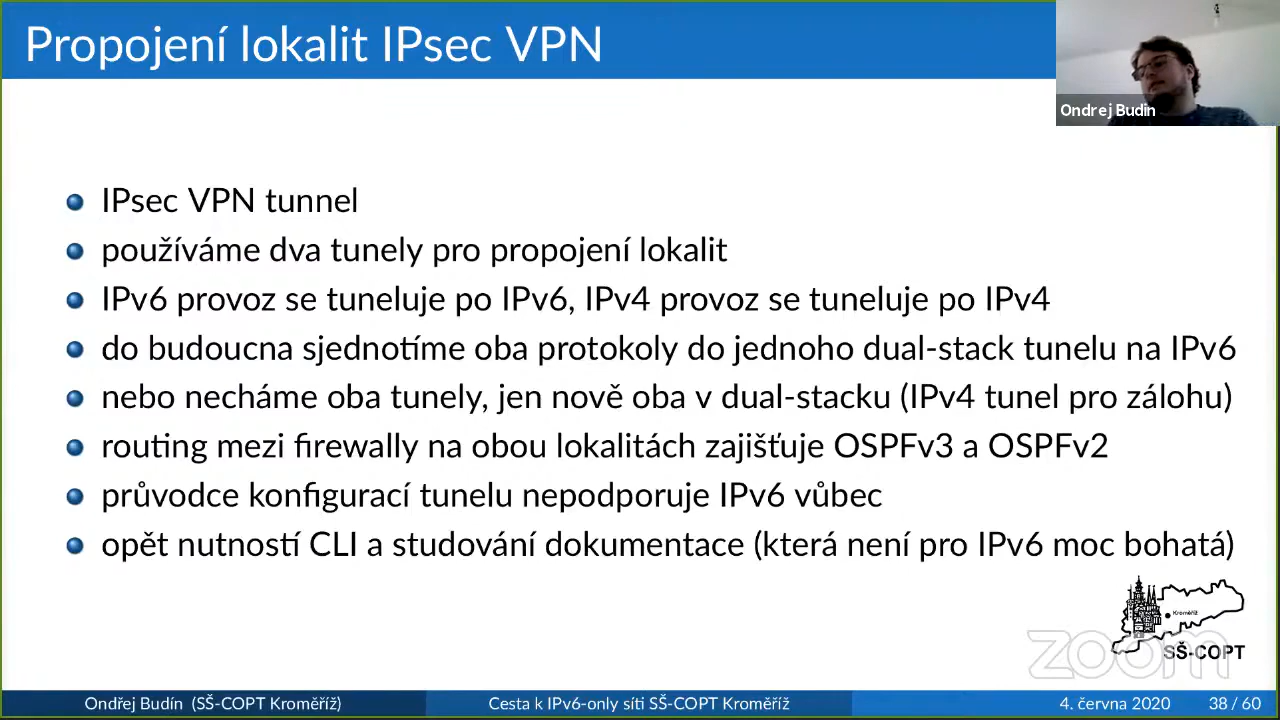 Propojení lokalit IPsec VPN
Ondrej Budin
IPsec VPN tunnel
používáme dva tunely pro propojení lokalit
IPv6 provoz se tuneluje po IPv6, IPv4 provoz se tuneluje po IPv4
do budoucna sjednotíme oba protokoly do jednoho dual-stack tunelu na IPv6
nebo necháme oba tunely, jen nově oba v dual-stacku (IPv4 tunel pro zálohu)
routing mezi firewally na obou lokalitách zajišťuje OSPFv3 a OSPFv2
průvodce konfigurací tunelu nepodporuje IPv6 vůbec
opět nutností CLI a studování dokumentace (která není pro IPv6 moc bohatá)
Kroměříž
zoom
SŠ-COPT
Ondřej Budín (SŠ-COPT Kroměříž)
Cesta k IPv6-only síti SŠ-COPT Kroměříž
4. června 2020
38 / 60